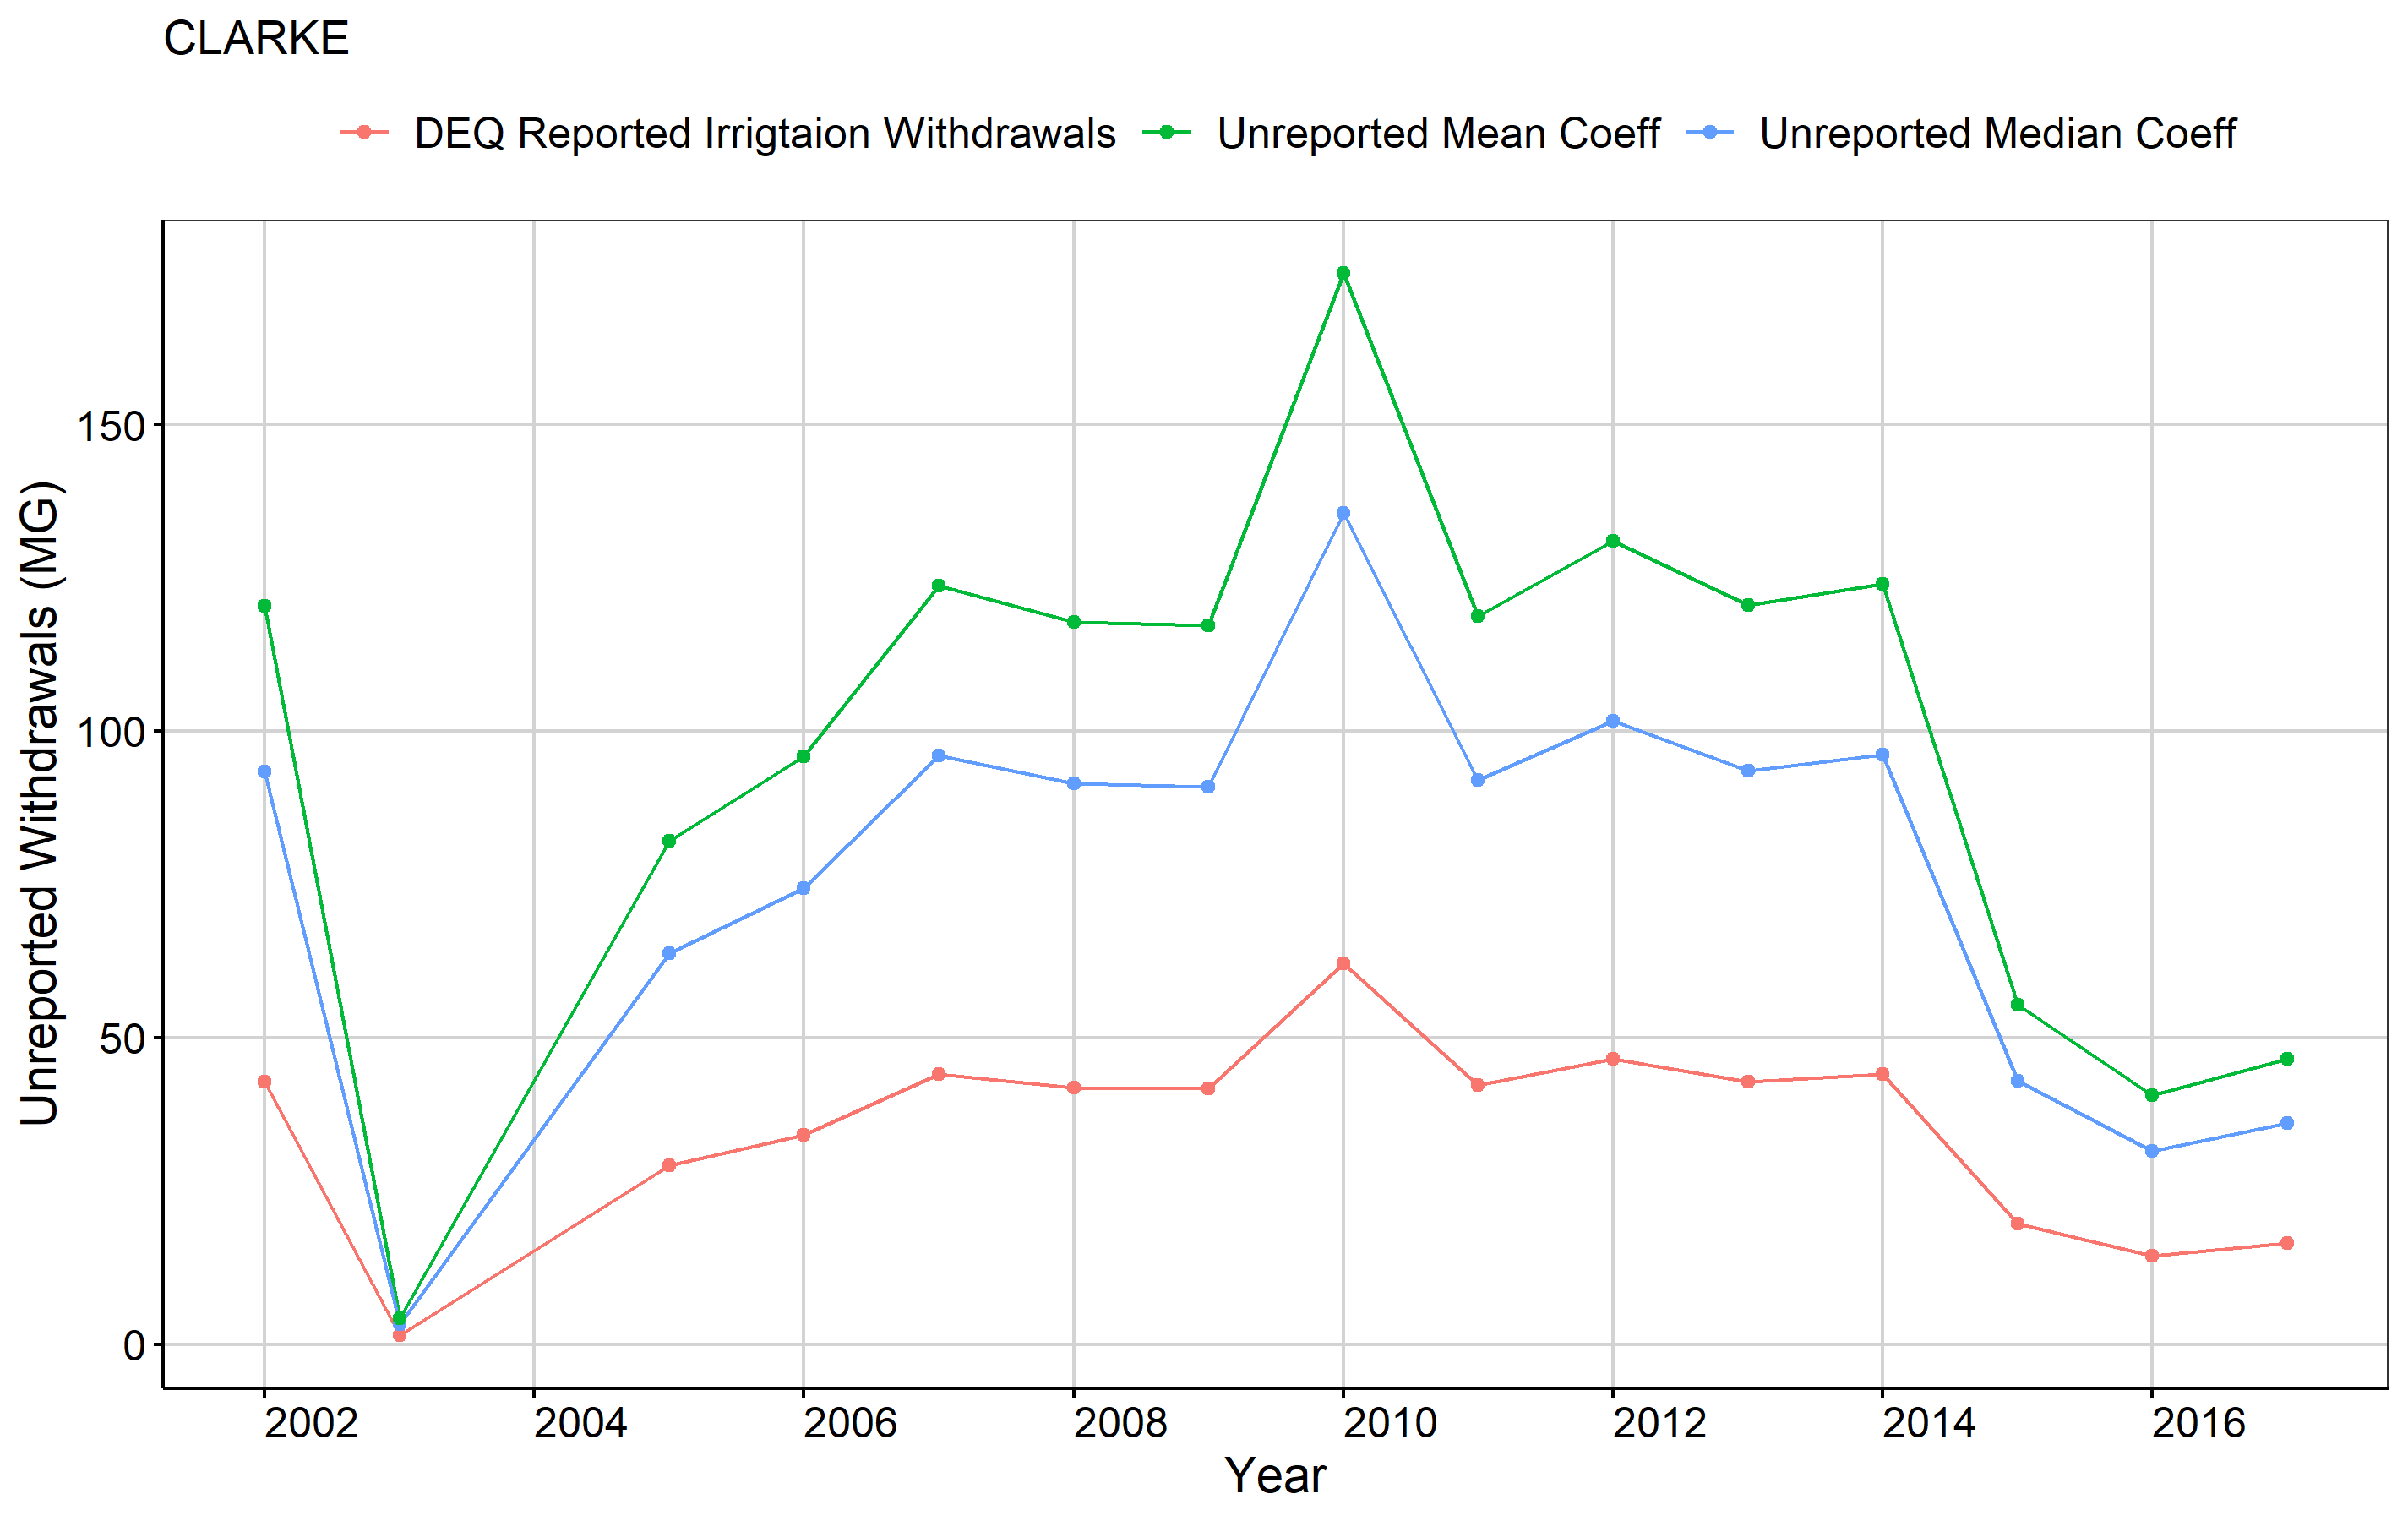 CLARKE
DEQ Reported Irrigtaion Withdrawals Unreported Mean Coeff Unreported Median Coeff
Unreported Withdrawals (MG)
150
100
50
0
2002 2004 2006 2008 2010 2012 2014 2016
Year